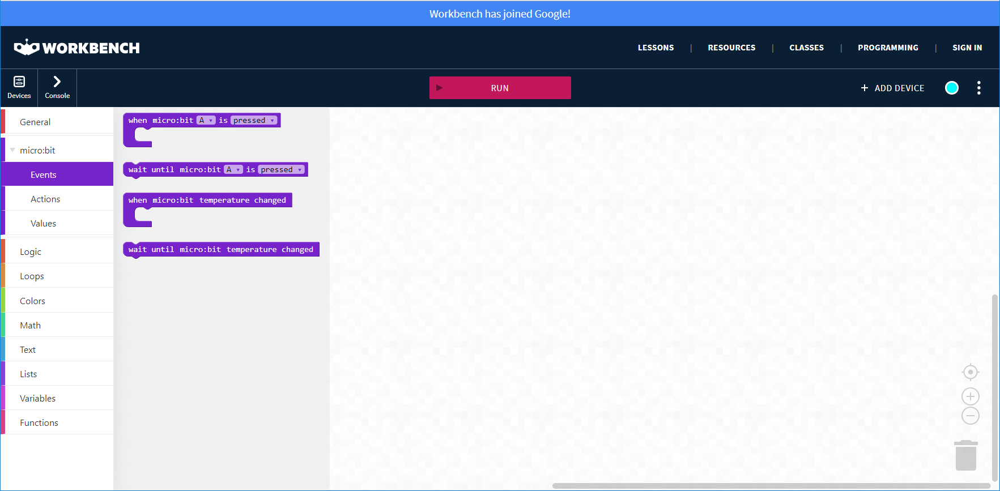 Workbench has joined Google!
WORKBENCH
LESSONS | RESOURCES | CLASSES | PROGRAMMING | SIGN IN
Devices
Console
RUN
+ ADD DEVICE
General
micro:bit
Events
Actions
Values
Logic
Loops
Colors
Math
Text
Lists
Variables
Functions
when micro:bit A is pressed
wait until micro:bit A is pressed
when micro:bit temperature changed
wait until micro:bit temperature changed